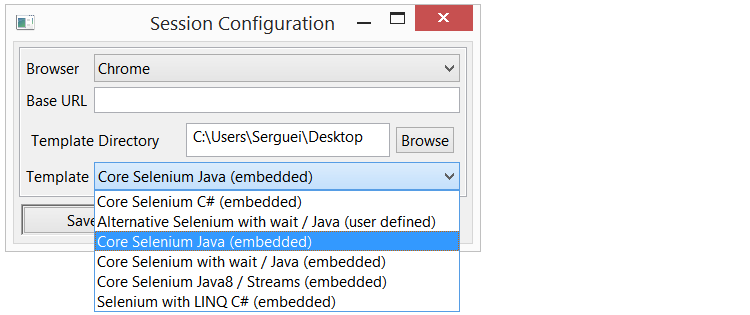 Session Configuration
Browser Chrome
Base URL
Template Directory C:\Users\Serguei\Desktop Browse
Template Core Selenium Java (embedded)
Core Selenium C# (embedded)
Save
Alternative Selenium with wait / Java (user defined)
Core Selenium Java (embedded)
Core Selenium with wait / Java (embedded)
Core Selenium Java8 / Streams (embedded)
Selenium with LINQ C# (embedded)